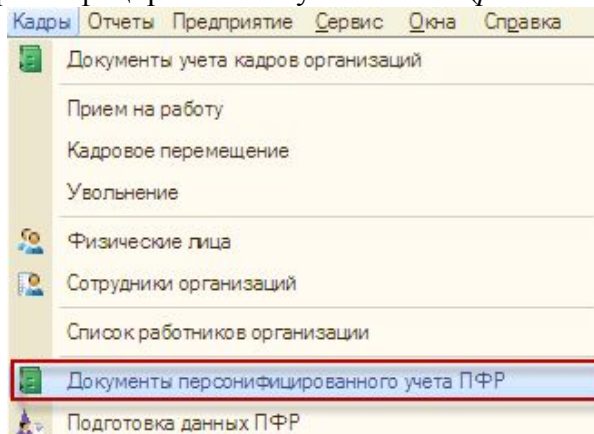 Кадры Отчеты Предприятие Сервис Окна Справка
Документы учета кадров организаций
Прием на работу
Кадровое перемещение
Увольнение
Физические лица
Сотрудники организаций
Список работников организации
Документы персонифицированного учета ПФР
Подготовка данных ПФР